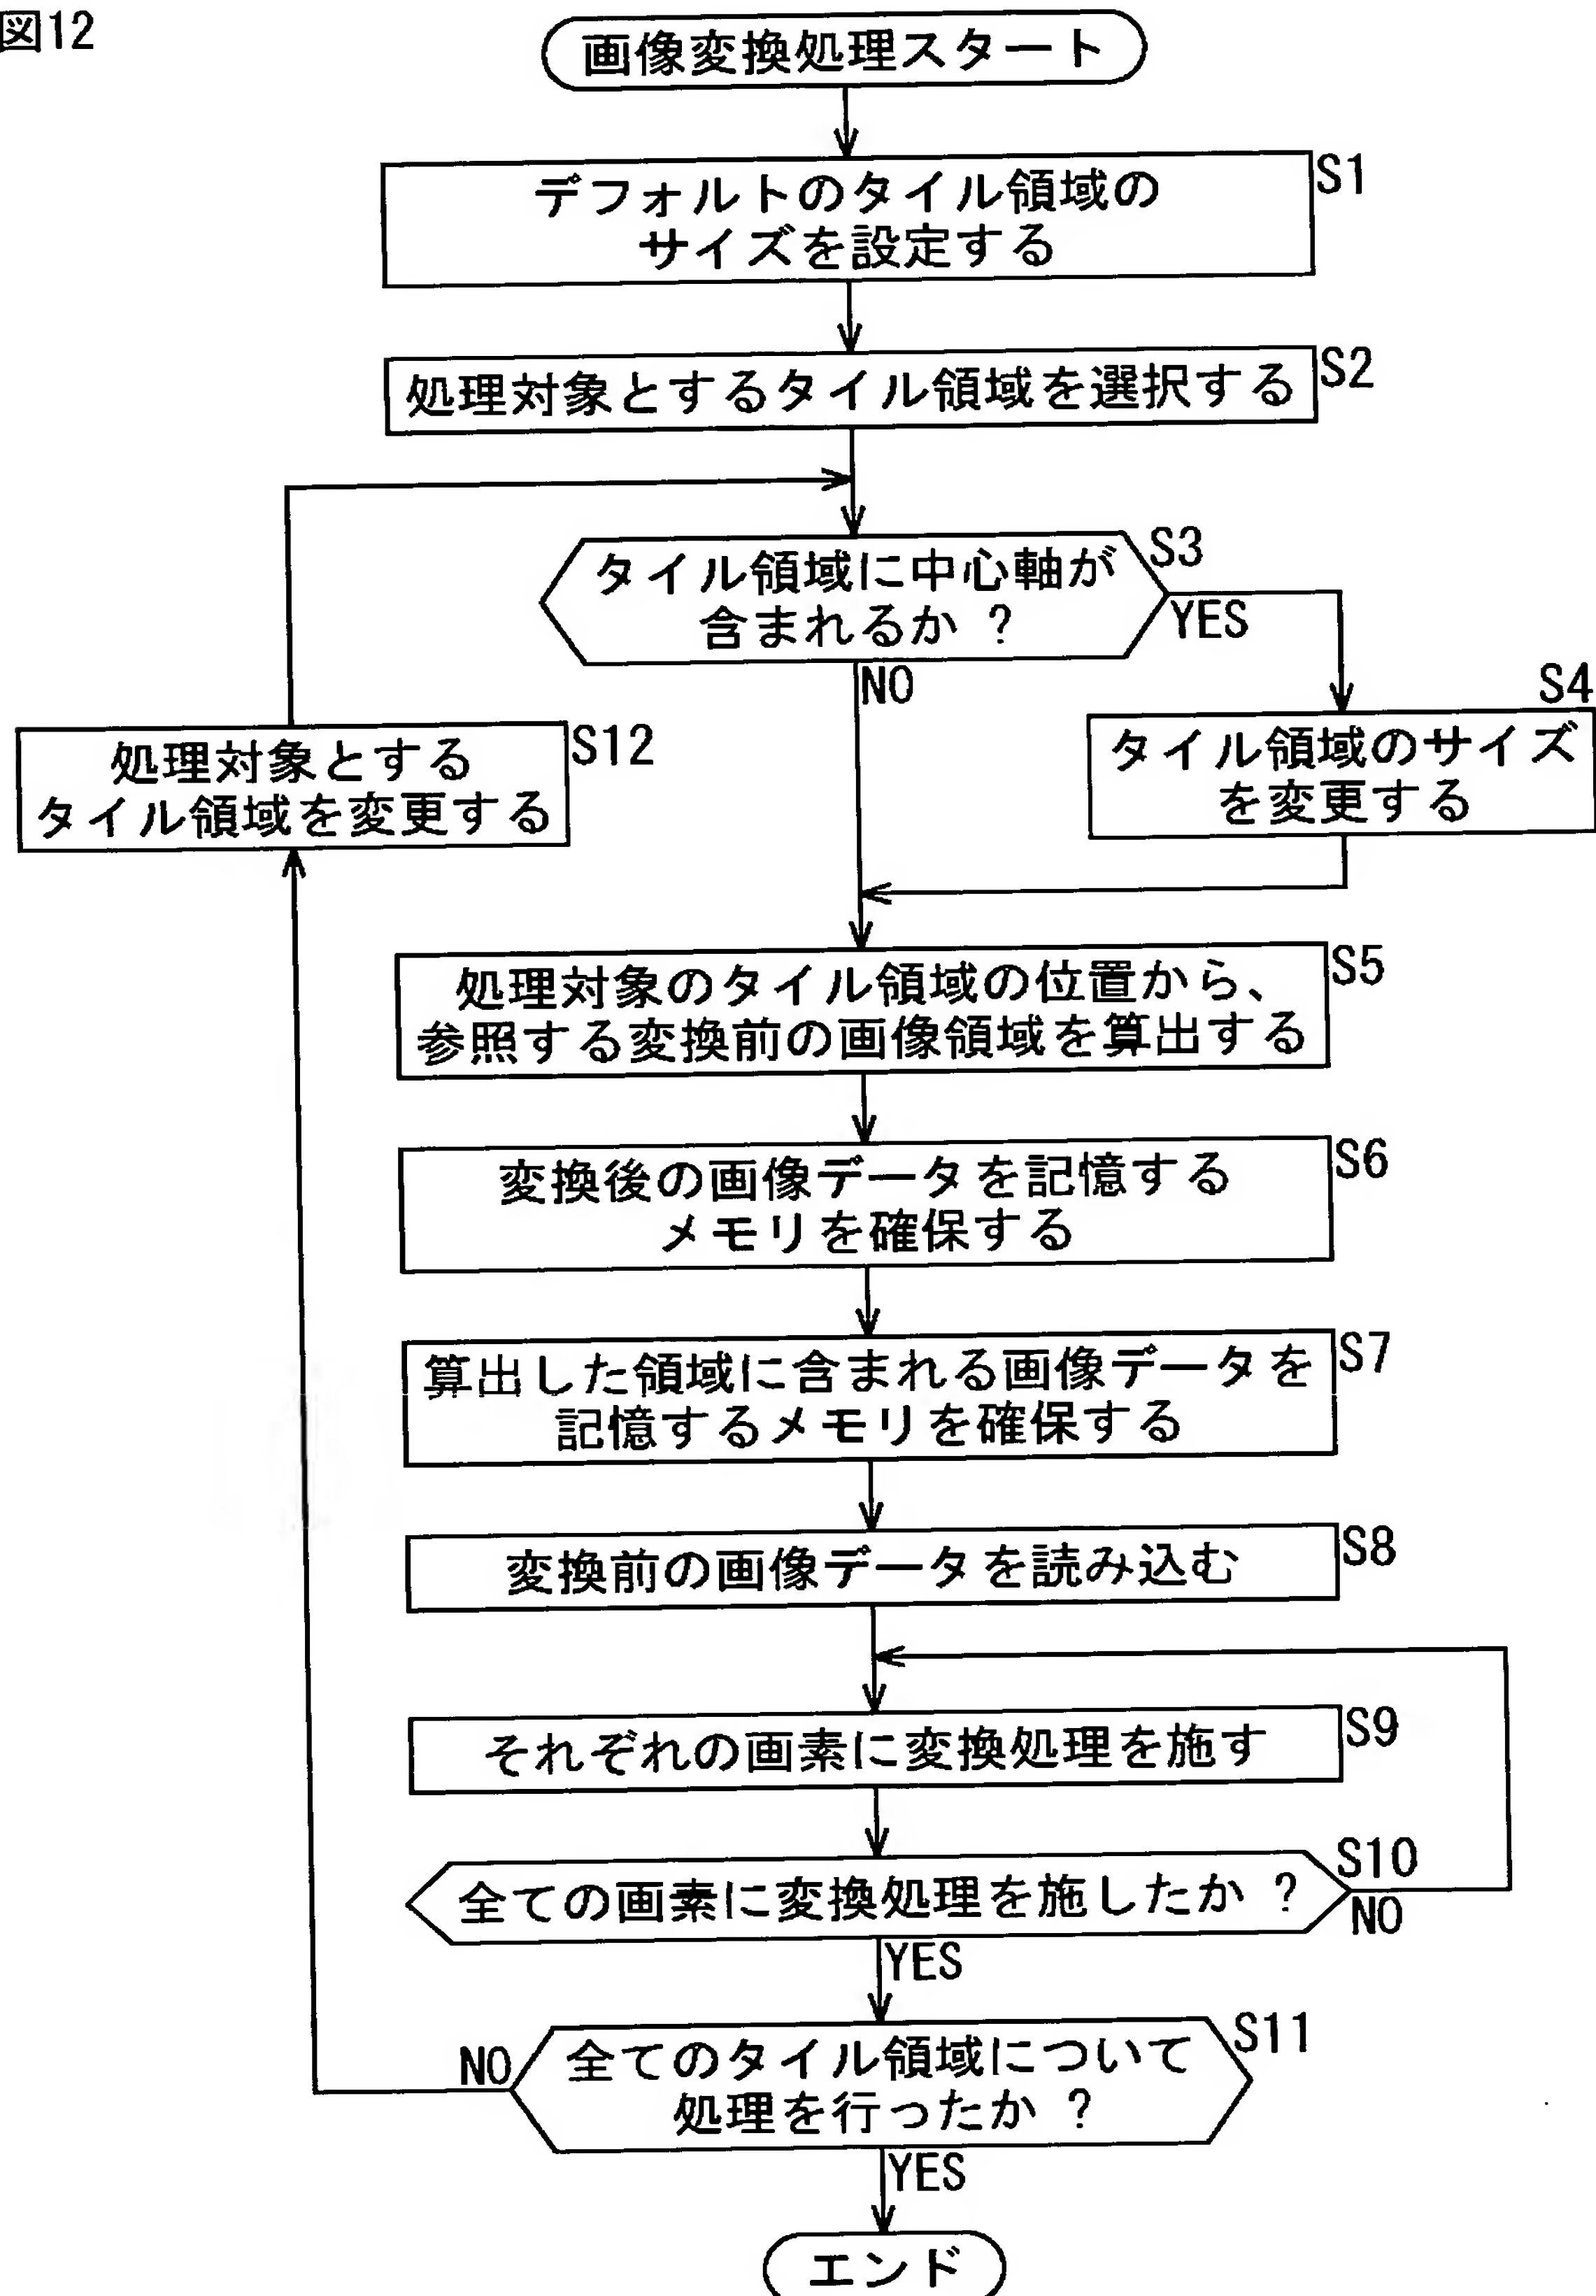 図12
画像変換処理スタート
デフォルトのタイル領域の
サイズを設定する
S1
処理対象とするタイル領域を選択する
S2
タイル領域に中心軸が
含まれるか ?
S3
YES
NO
S4
タイル領域のサイズ
を変更する
処理対象とする
タイル領域を変更する
S12
処理対象のタイル領域の位置から、
参照する変換前の画像領域を算出する
S5
変換後の画像データを記憶する
メモリを確保する
S6
算出した領域に含まれる画像データを
記憶するメモリを確保する
S7
変換前の画像データを読み込む
S8
それぞれの画素に変換処理を施す
S9
全ての画素に変換処理を施したか ?
S10
NO
YES
NO
全てのタイル領域について
処理を行ったか ?
S11
YES
エンド